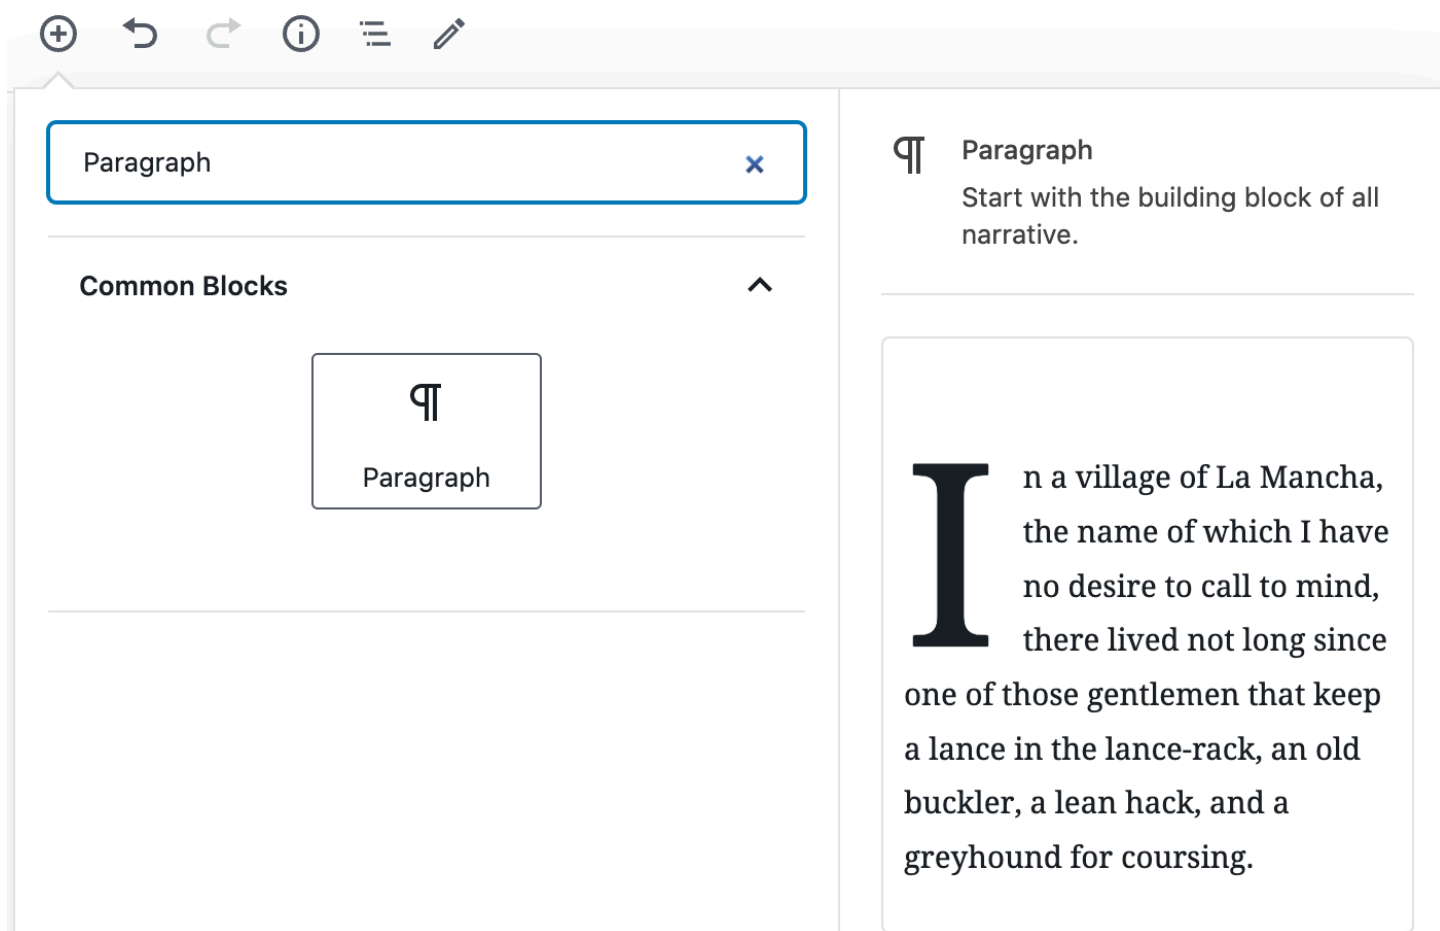 Paragraph
Common Blocks
Paragraph
Paragraph
Start with the building block of all
narrative.
In a village of La Mancha,
the name of which I have
no desire to call to mind,
there lived not long since
one of those gentlemen that keep
a lance in the lance-rack, an old
buckler, a lean hack, and a
greyhound for coursing.